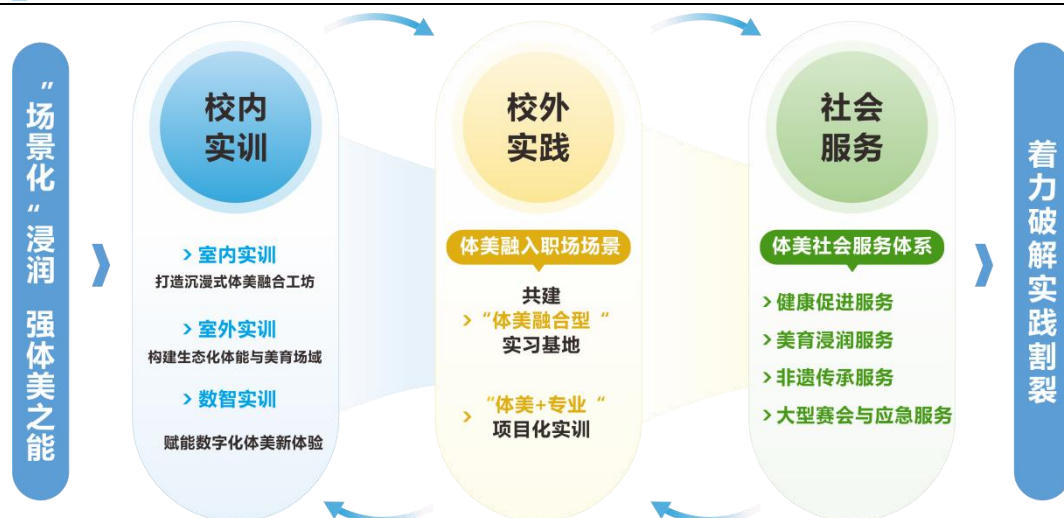 “场景化“浸润 强体美之能
校内
实训
> 室内实训
打造沉浸式体美融合工坊
> 室外实训
构建生态化体能与美育场域
> 数智实训
赋能数字化体美新体验
校外
实践
体美融入职场场景
共建
> “体美融合型“
实习基地
> “体美+专业“
项目化实训
社会
服务
体美社会服务体系
> 健康促进服务
> 美育浸润服务
> 非遗传承服务
> 大型赛会与应急服务
着力破解实践割裂